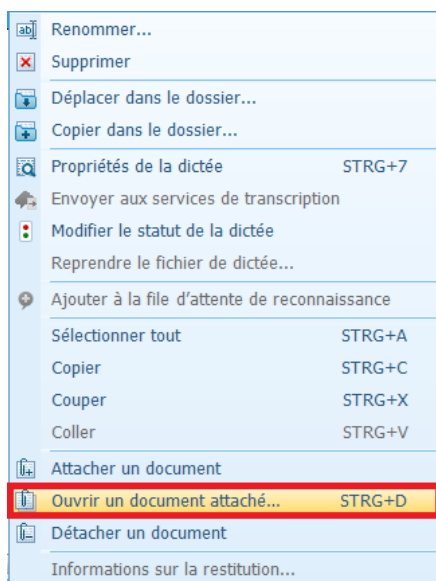 Renommer...
Supprimer
Déplacer dans le dossier...
Copier dans le dossier...
Propriétés de la dictée STRG+7
Envoyer aux services de transcription
Modifier le statut de la dictée
Reprendre le fichier de dictée...
Ajouter à la file d'attente de reconnaissance
Sélectionner tout STRG+A
Copier STRG+C
Couper STRG+X
Coller STRG+V
Attacher un document
Ouvrir un document attaché... STRG+D
Détacher un document
Informations sur la restitution...